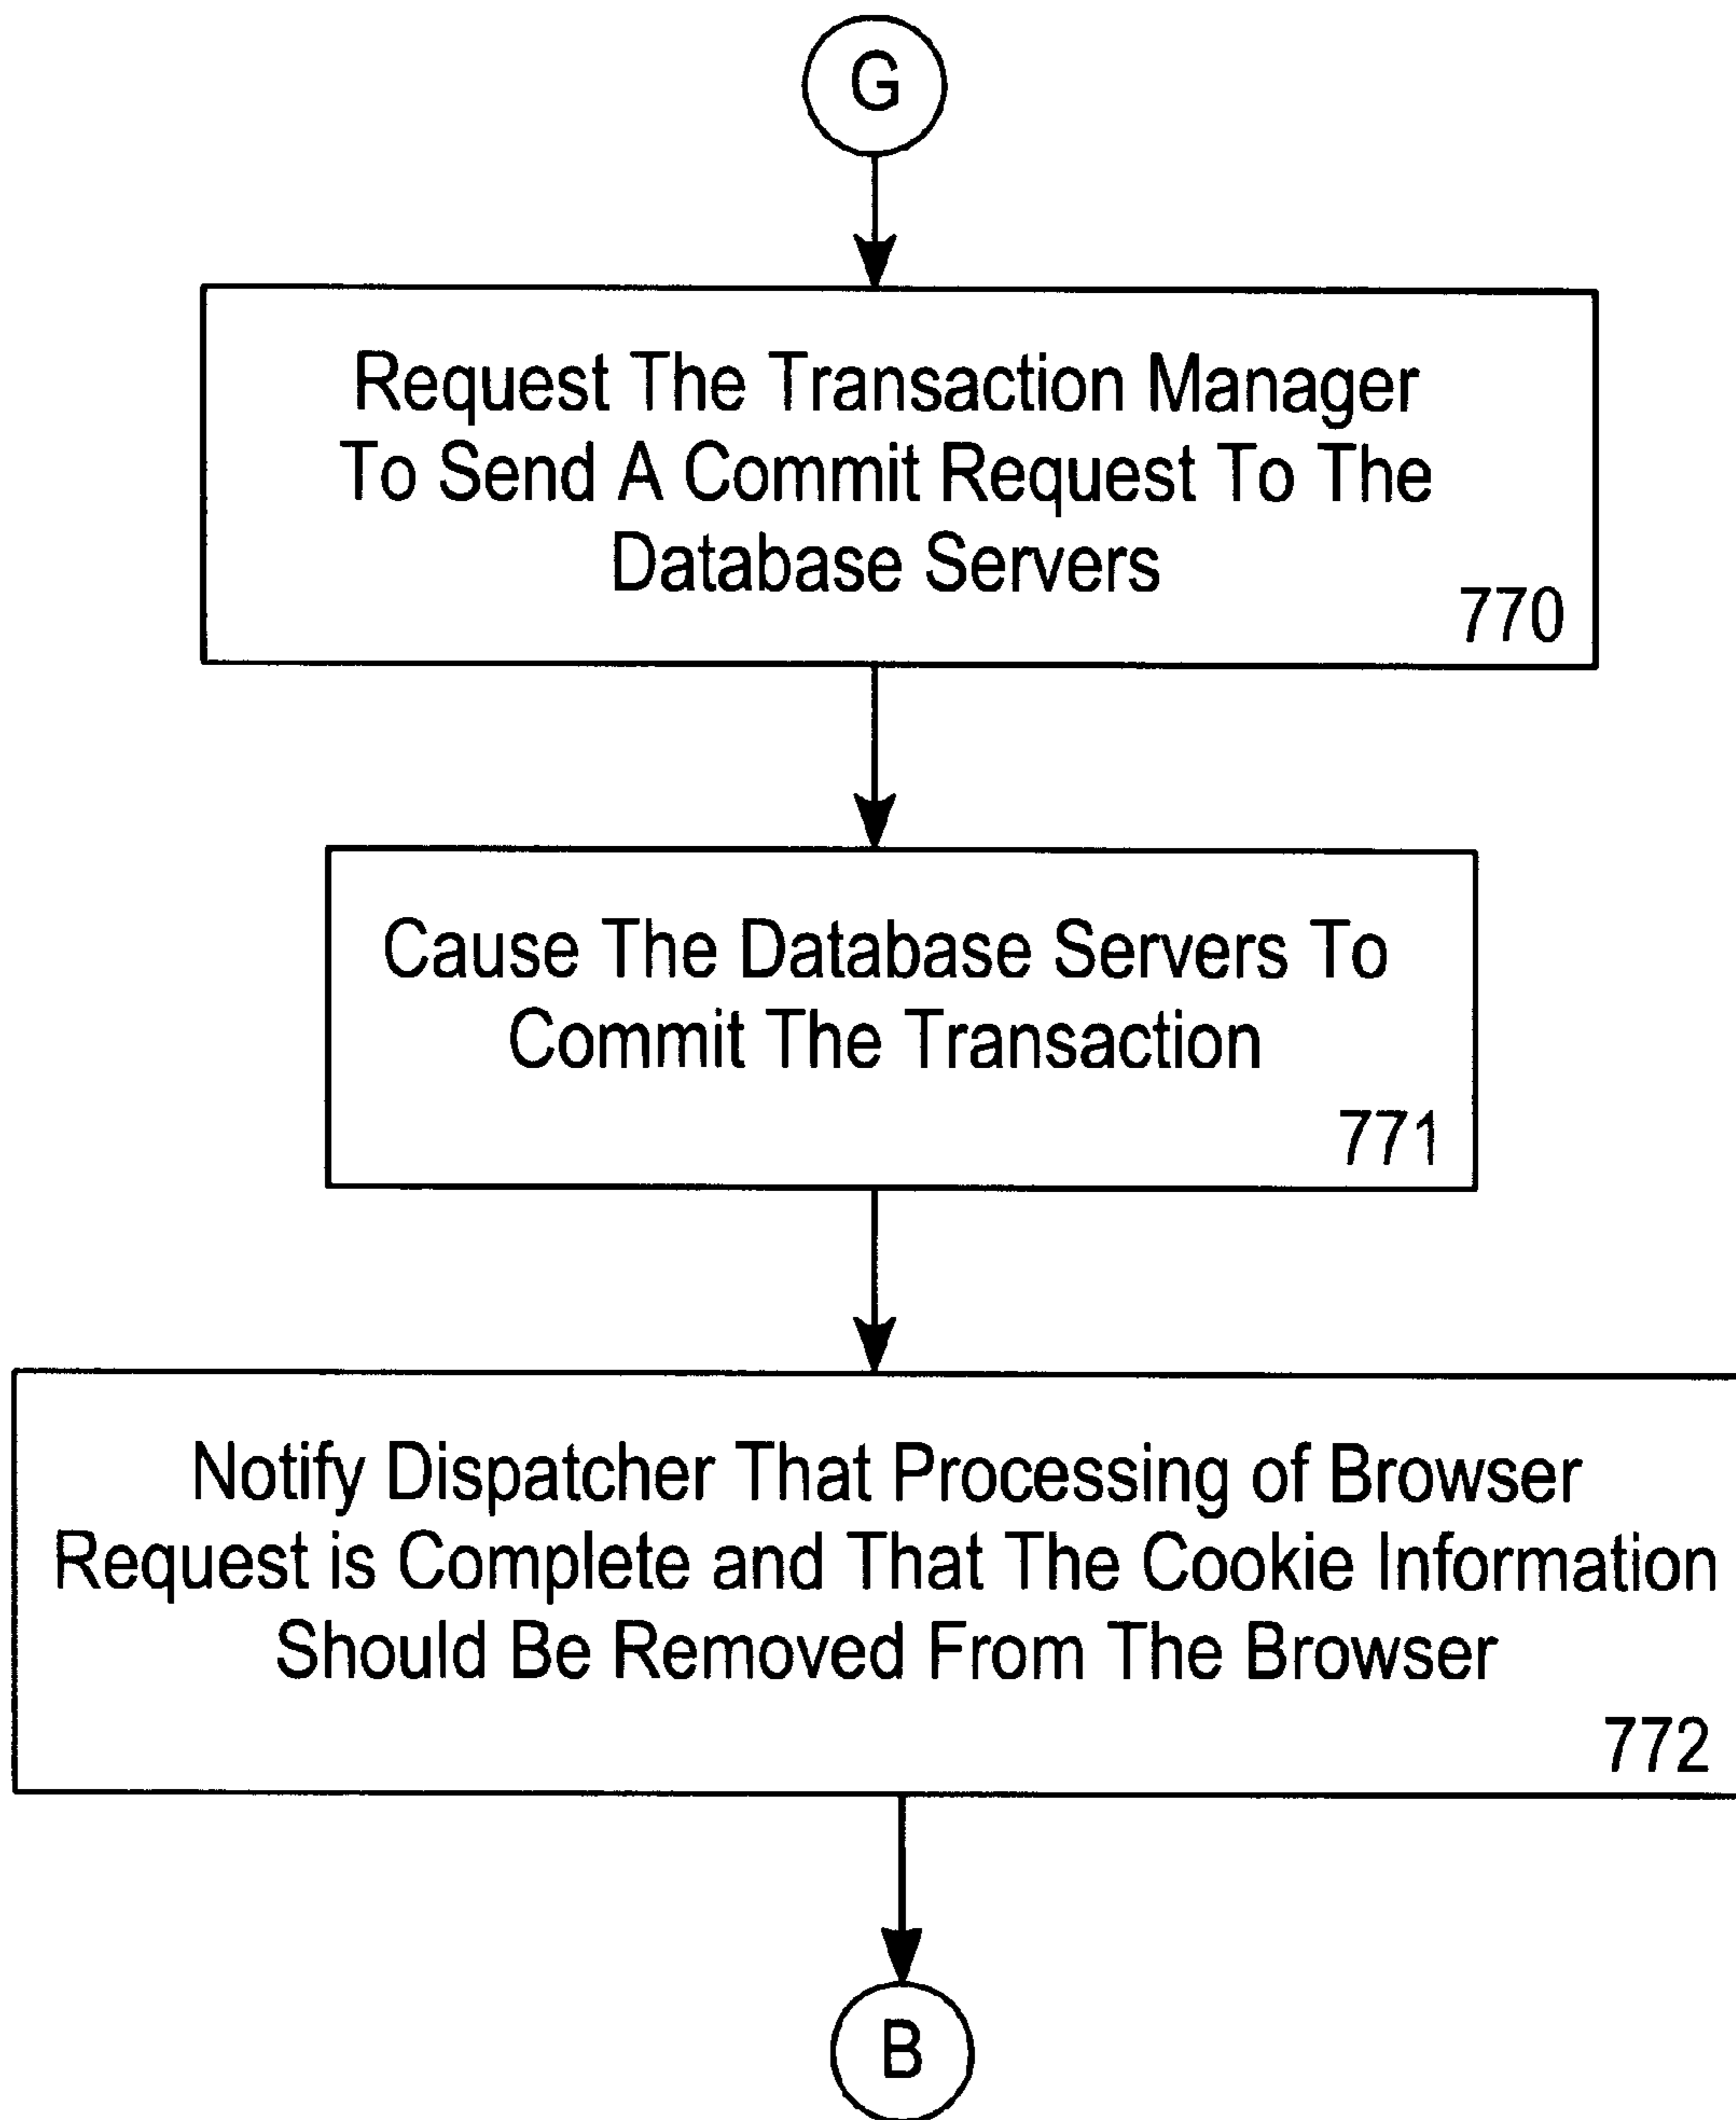 G
Request The Transaction Manager
To Send A Commit Request To The
Database Servers
770
Cause The Database Servers To
Commit The Transaction
771
Notify Dispatcher That Processing of Browser
Request is Complete and That The Cookie Information
Should Be Removed From The Browser
772
B